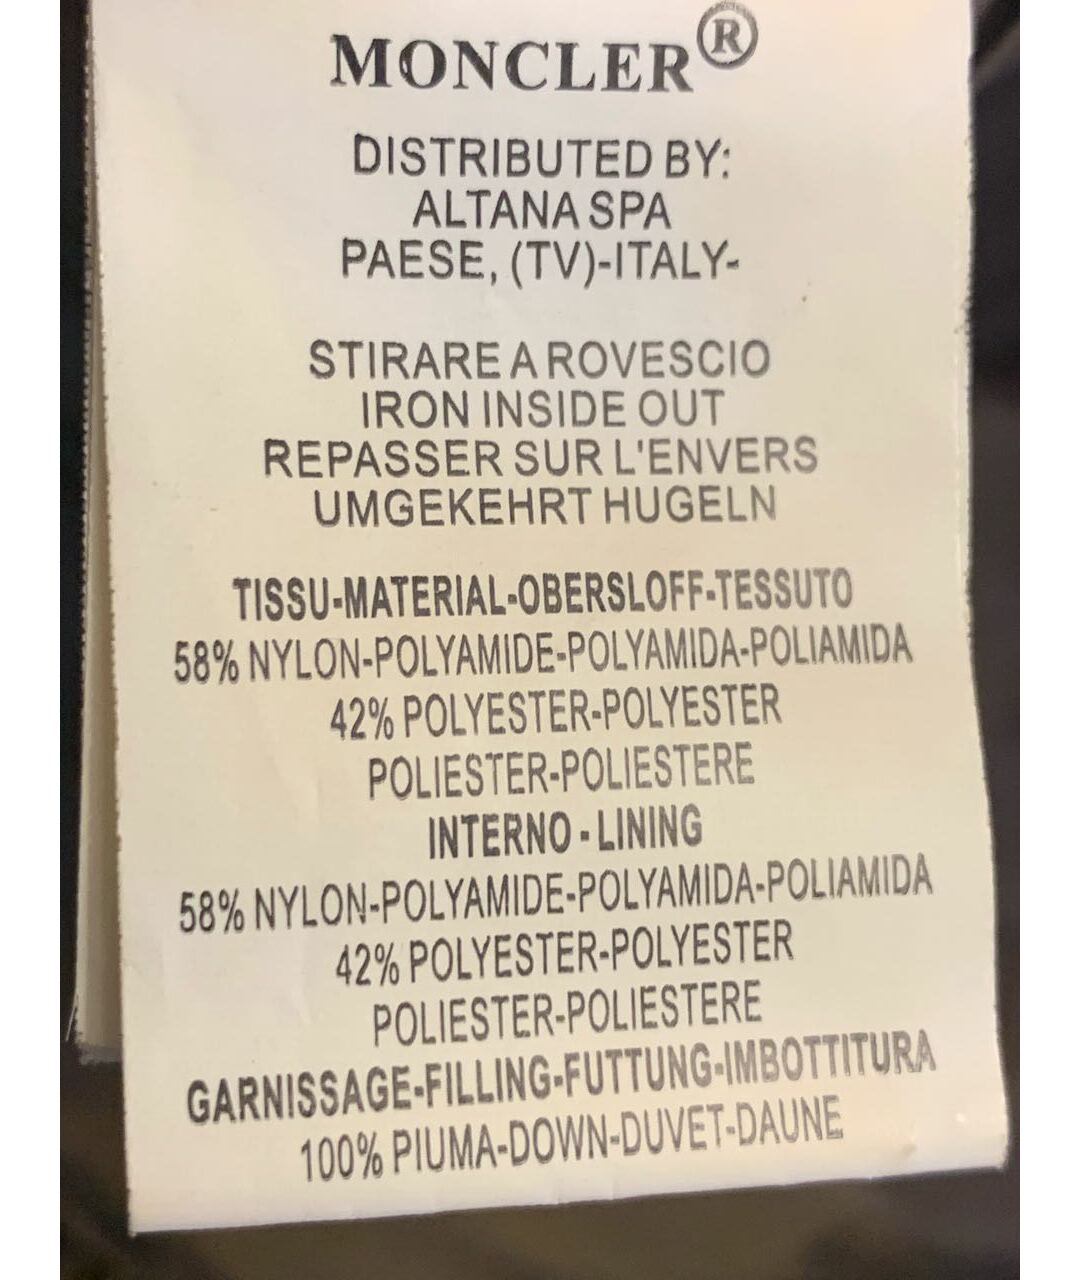 MONCLER®
DISTRIBUTED BY:
ALTANA SPA
PAESE, (TV)-ITALY-
STIRARE A ROVESCIO
IRON INSIDE OUT
REPASSER SUR L'ENVERS
UMGEKEHRT HUGELN
TISSU-MATERIAL-OBERSLOFF-TESSUTO
58% NYLON-POLYAMIDE-POLYAMIDA-POLIAMIDA
42% POLYESTER-POLYESTER
POLIESTER-POLIESTERE
INTERNO - LINING
58% NYLON-POLYAMIDE-POLYAMIDA-POLIAMIDA
42% POLYESTER-POLYESTER
POLIESTER-POLIESTERE
GARNISSAGE-FILLING-FUTTUNG-IMBOTTITURA
100% PIUMA-DOWN-DUVET-DAUNE